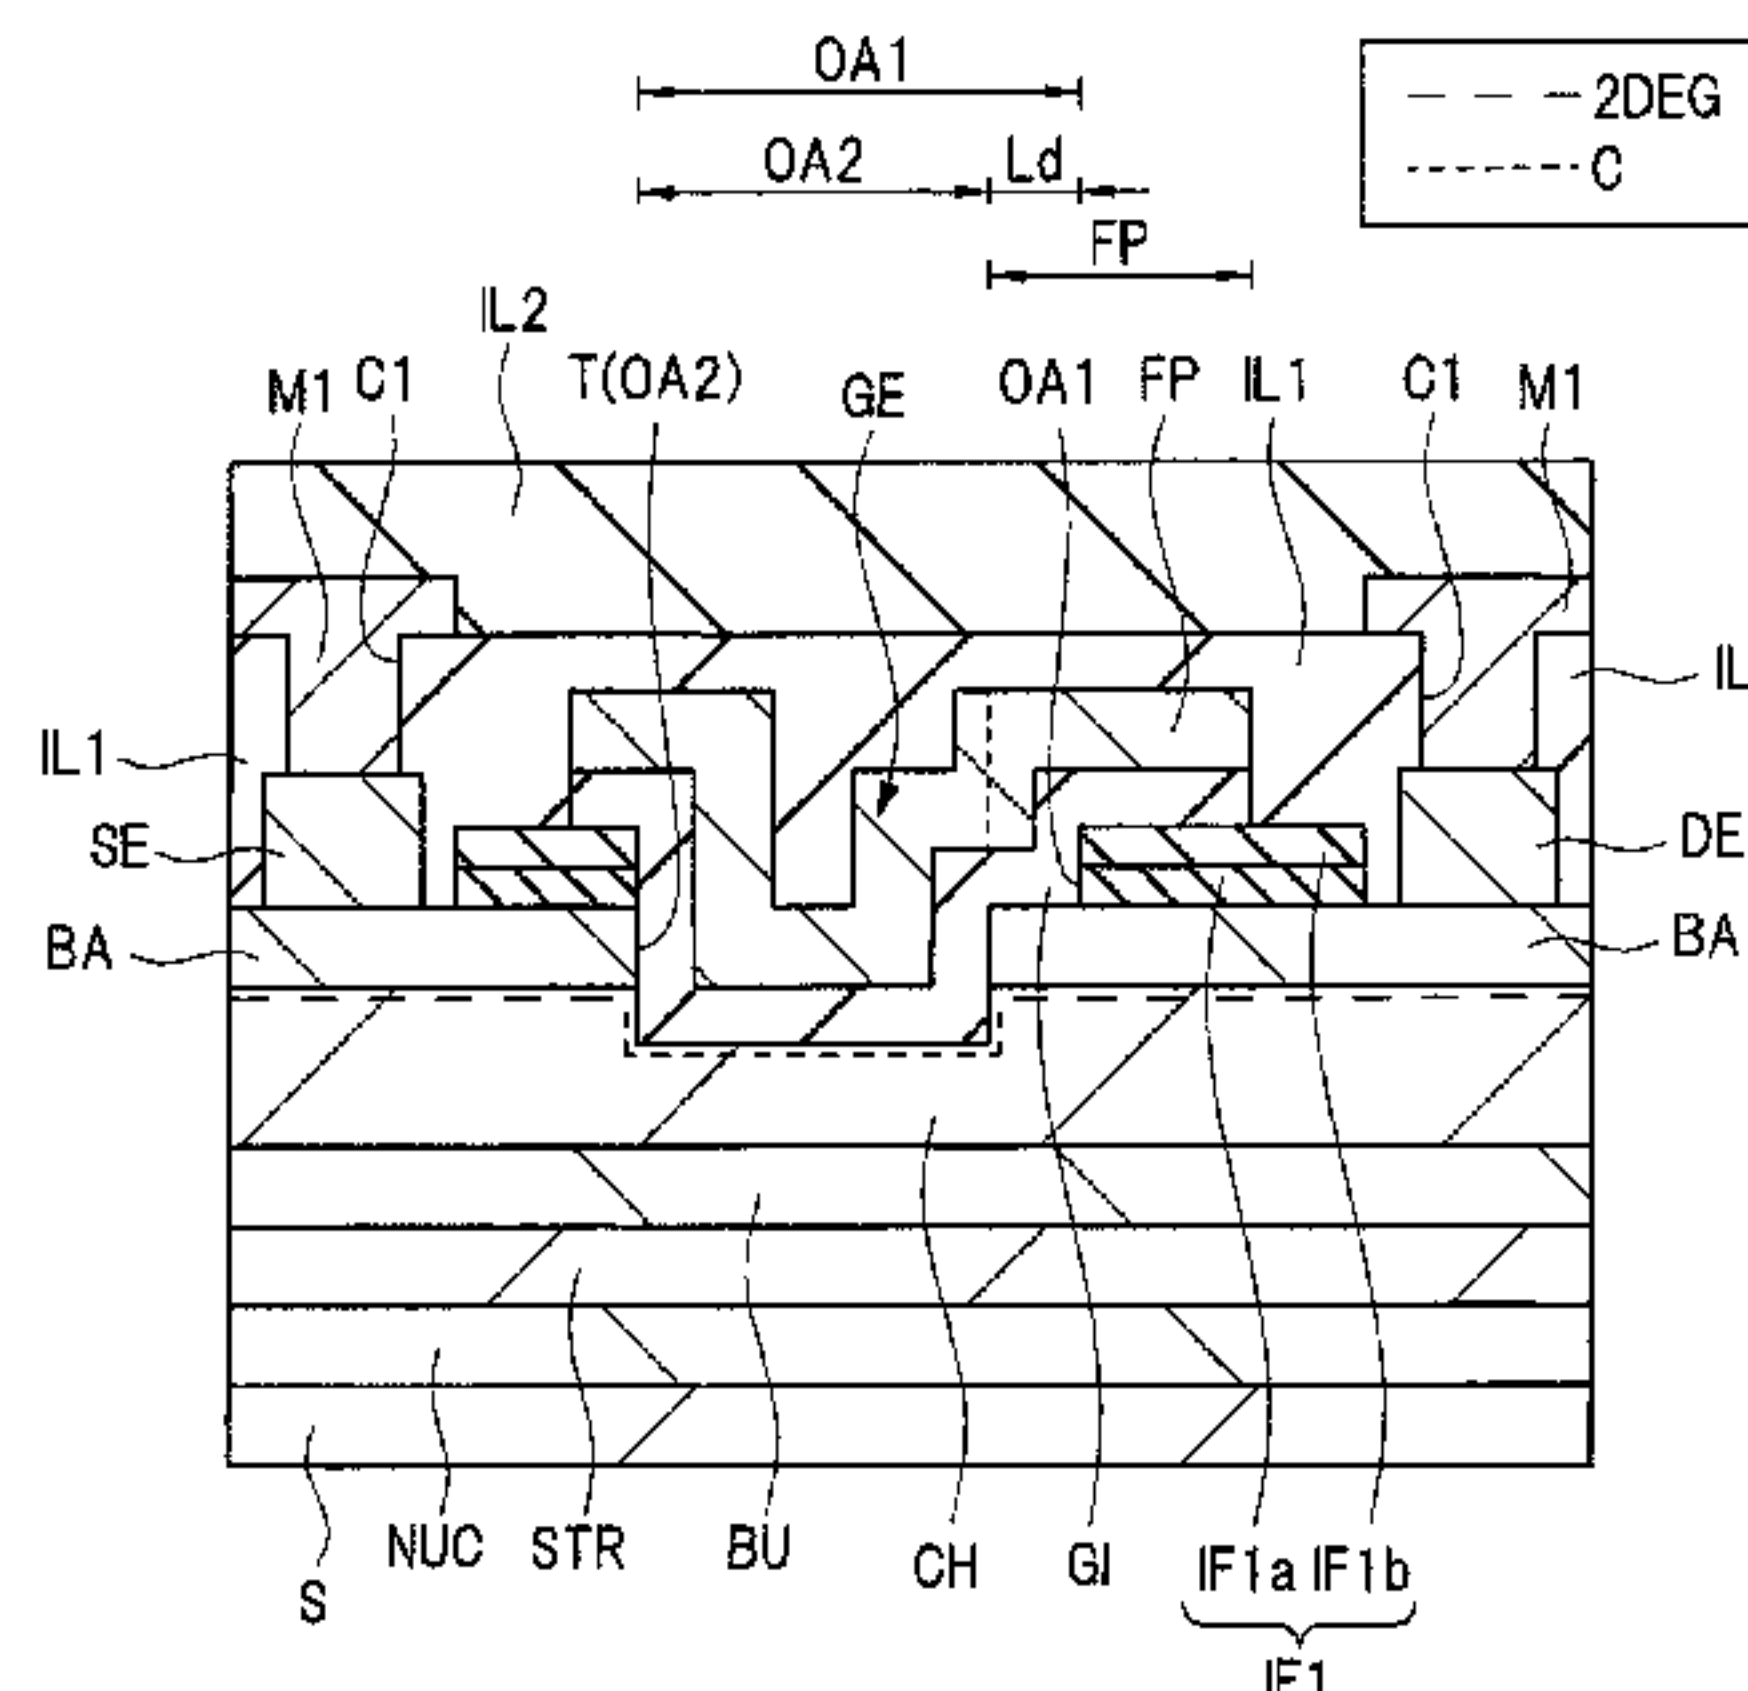 OA1
2DEG
OA2 Ld
C
FP
IL2
M1 C1 T(OA2) GE OA1 FP IL1 C1 M1
IL
IL1
SE DE
BA BA
NUC STR BU CH GI IF1a IF1b
S
IF1